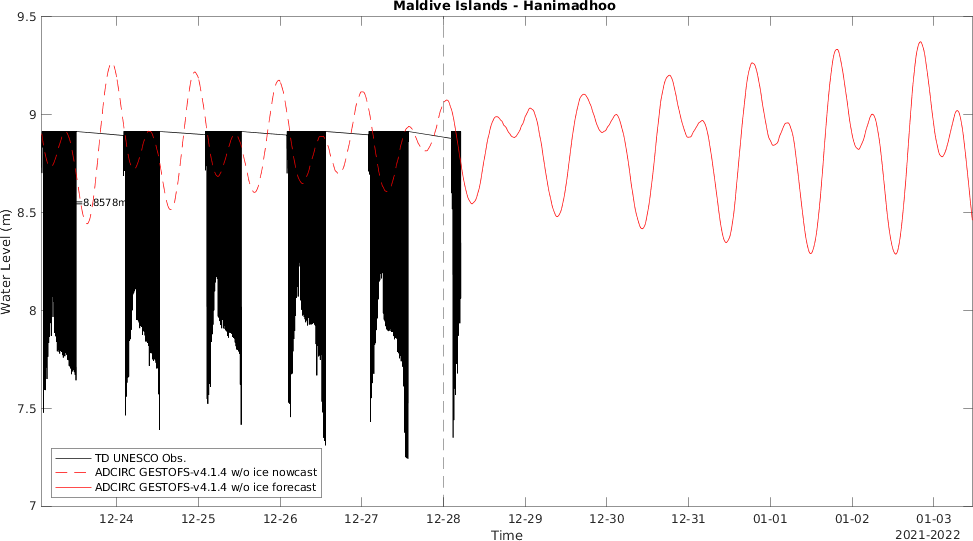 Maldive Islands - Hanimadhoo
Water Level (m)
9.5
9
8.5
8
7.5
7
=8.8578m
TD UNESCO Obs.
ADCIRC GESTOFS-v4.1.4 w/o ice nowcast
ADCIRC GESTOFS-v4.1.4 w/o ice forecast
12-24
12-25
12-26
12-27
12-28
12-29
12-30
12-31
01-01
01-02
01-03
Time
2021-2022